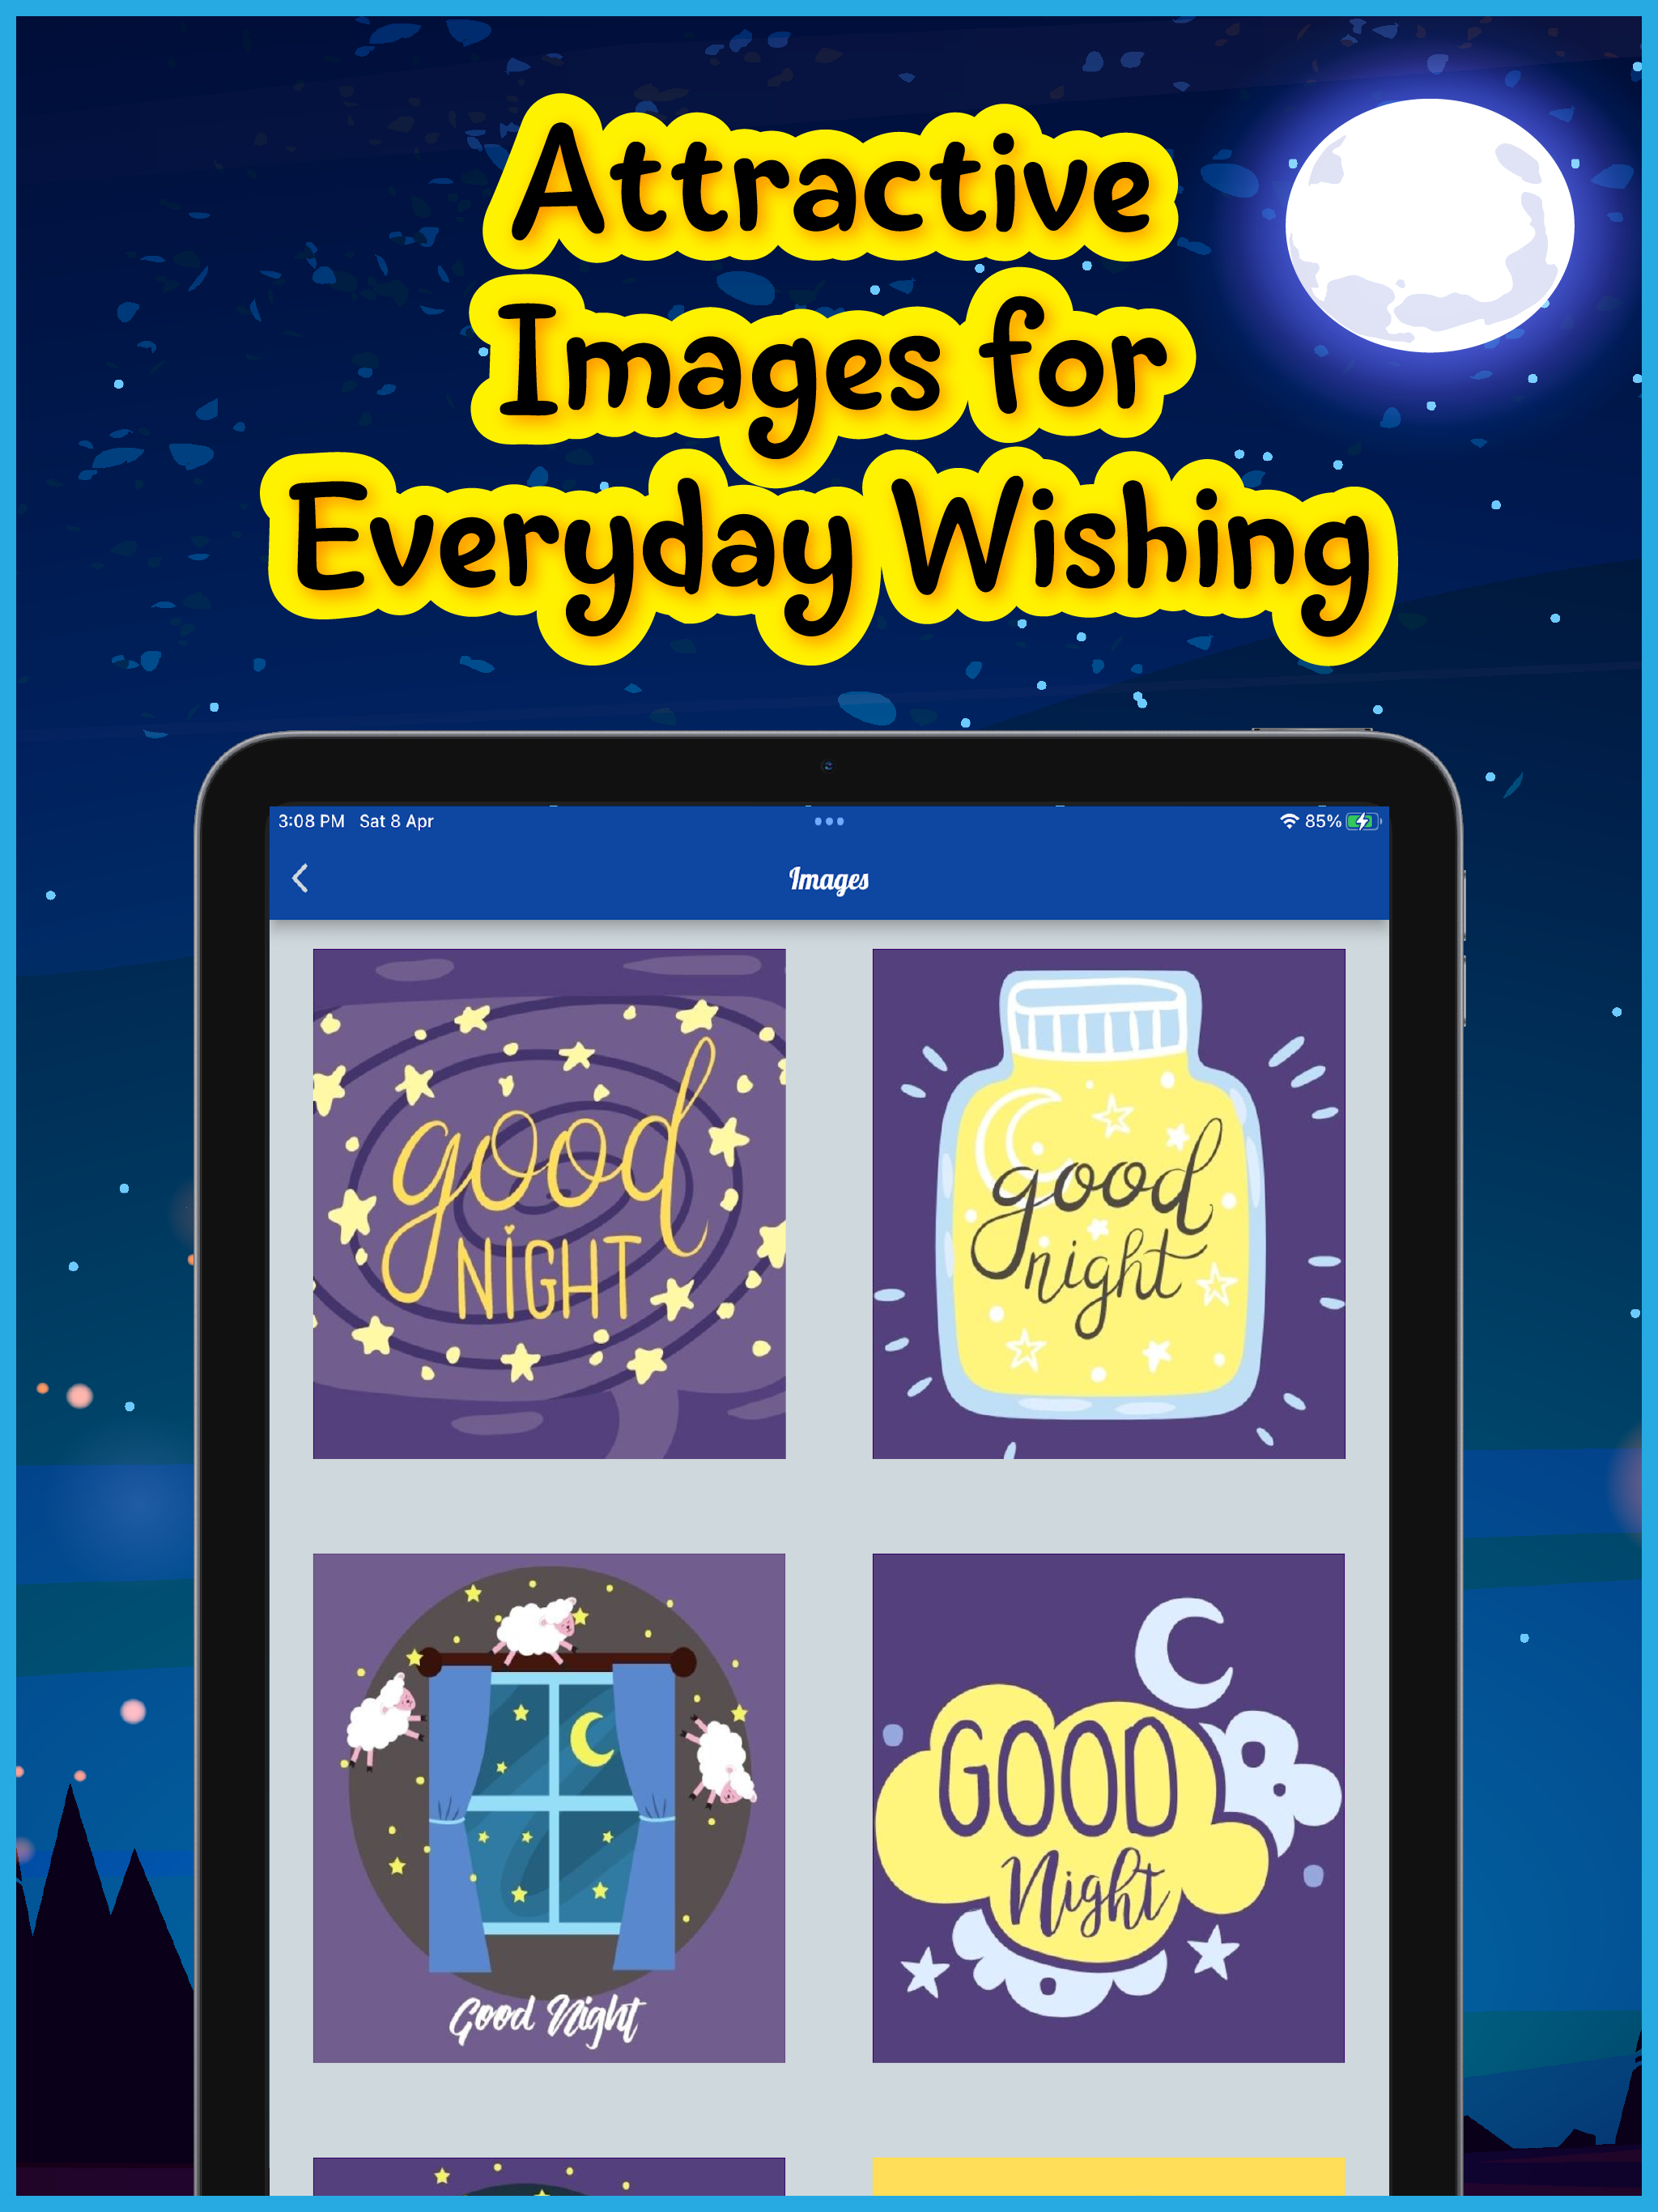 Attractive
Images for
Everyday Wishing
3:08 PM Sat 8 Apr
85%
Images
good
NIGHT
good
night
Good Night
GOOD
Night